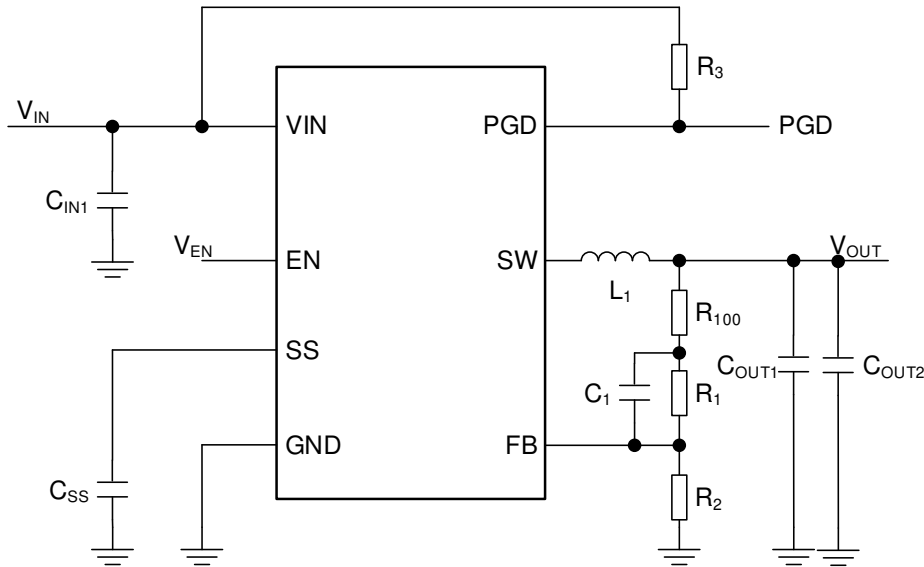 R3
VIN
VIN
PGD
PGD
CIN1
VEN
EN
SW
VOUT
L1
R100
SS
COUT1
COUT2
C1
R1
GND
FB
CSS
R2